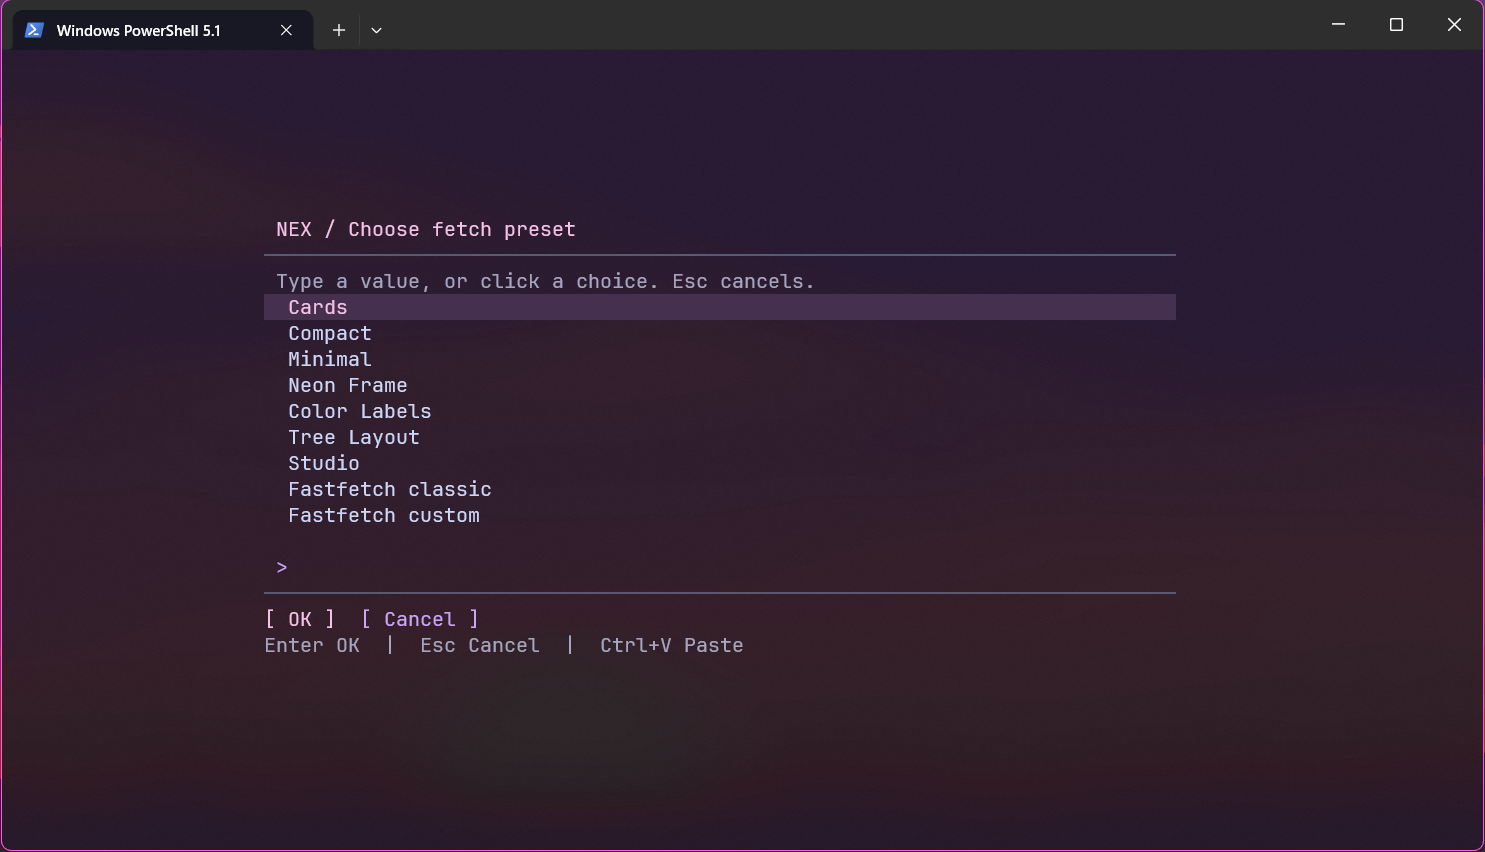 Windows PowerShell 5.1
NEX / Choose fetch preset
Type a value, or click a choice. Esc cancels.
Cards
Compact
Minimal
Neon Frame
Color Labels
Tree Layout
Studio
Fastfetch classic
Fastfetch custom
>
[ OK ]  [ Cancel ]
Enter OK  |  Esc Cancel  |  Ctrl+V Paste